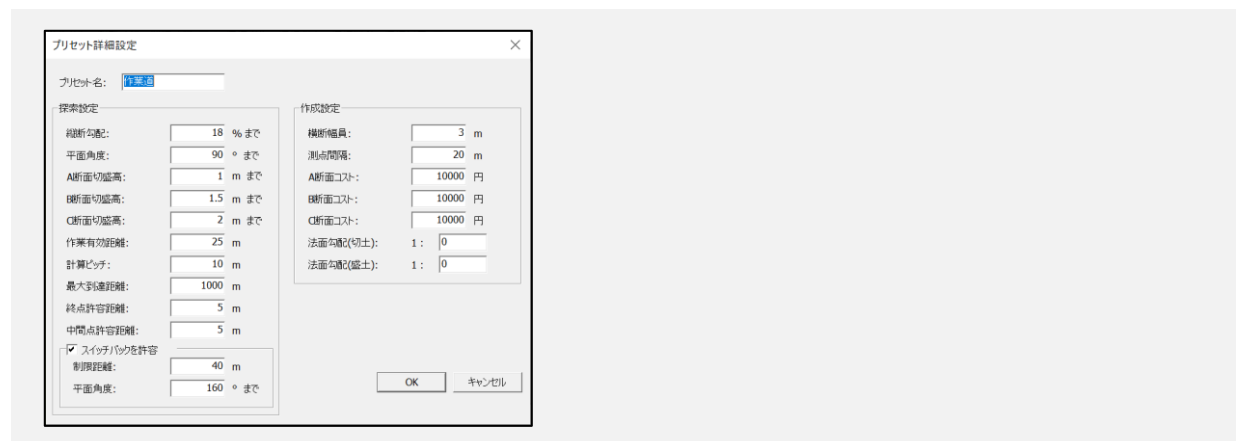 プリセット詳細設定
プリセット名: 作業道
探索設定
縦断勾配: 18 % まで
平面角度: 90 ° まで
A断面切盛高: 1 m まで
B断面切盛高: 1.5 m まで
C断面切盛高: 2 m まで
作業有効距離: 25 m
計算ピッチ: 10 m
最大到達距離: 1000 m
終点許容距離: 5 m
中間点許容距離: 5 m
スイッチバックを許容
制限距離: 40 m
平面角度: 160 ° まで
作成設定
横断幅員: 3 m
測点間隔: 20 m
A断面コスト: 10000 円
B断面コスト: 10000 円
C断面コスト: 10000 円
法面勾配(切土): 1 : 0
法面勾配(盛土): 1 : 0
OK キャンセル